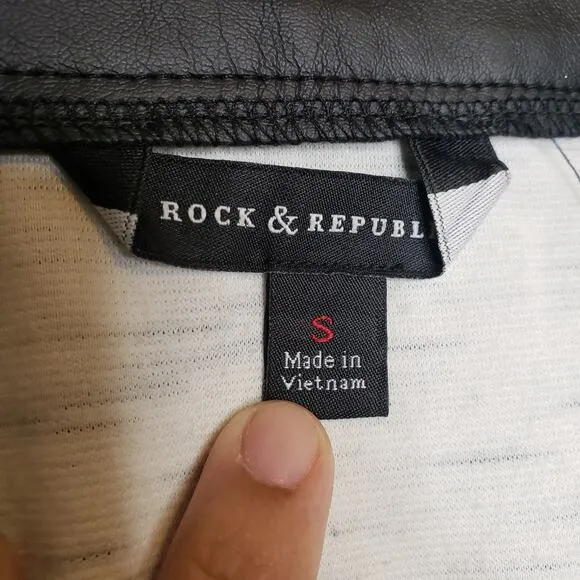 ROCK & REPUBL
S
Made in
Vietnam